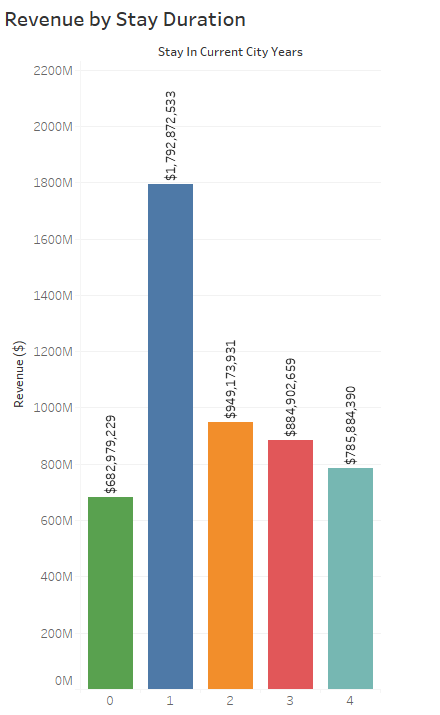 Revenue by Stay Duration
Stay In Current City Years
2200M
2000M
1800M
1600M
1400M
1200M
1000M
800M
600M
400M
200M
0M
Revenue ($)
$682,979,229
$1,792,872,533
$949,173,931
$884,902,659
$785,884,390
0
1
2
3
4